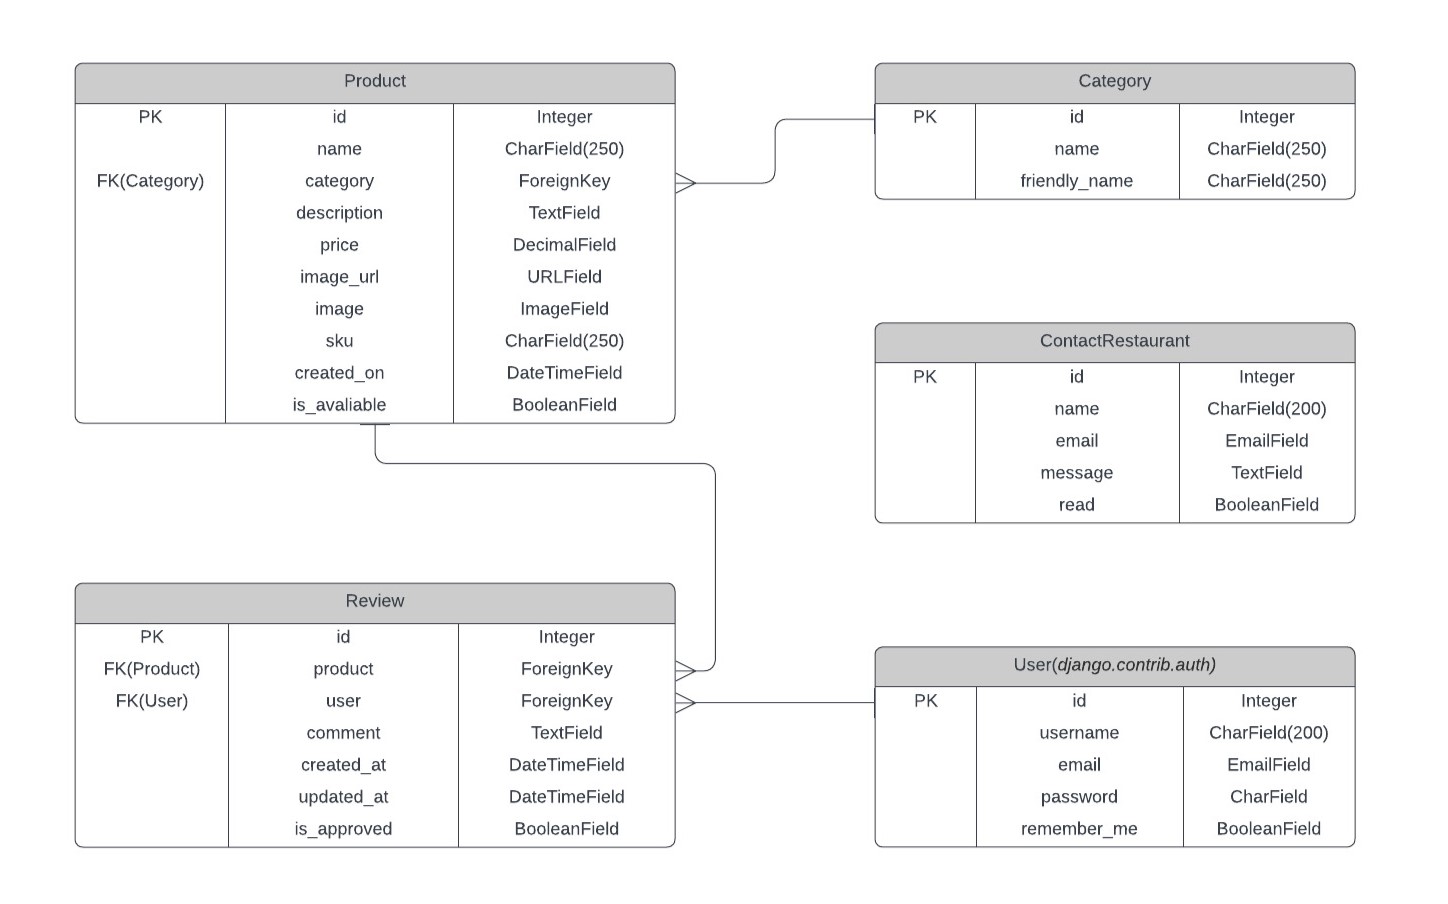 Product
PK id Integer
name CharField(250)
FK(Category) category ForeignKey
description TextField
price DecimalField
image_url URLField
image ImageField
sku CharField(250)
created_on DateTimeField
is_avaliable BooleanField
Category
PK id Integer
name CharField(250)
friendly_name CharField(250)
ContactRestaurant
PK id Integer
name CharField(200)
email EmailField
message TextField
read BooleanField
Review
PK id Integer
FK(Product) product ForeignKey
FK(User) user ForeignKey
comment TextField
created_at DateTimeField
updated_at DateTimeField
is_approved BooleanField
User(django.contrib.auth)
PK id Integer
username CharField(200)
email EmailField
password CharField
remember_me BooleanField